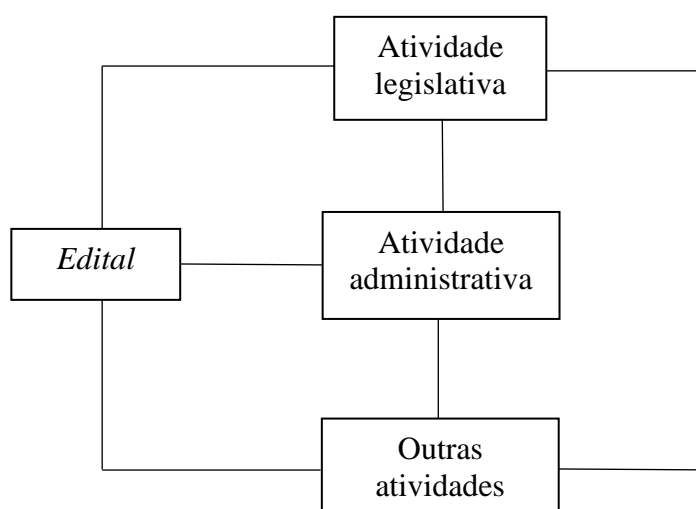 Atividade
legislativa
Edital
Atividade
administrativa
Outras
atividades